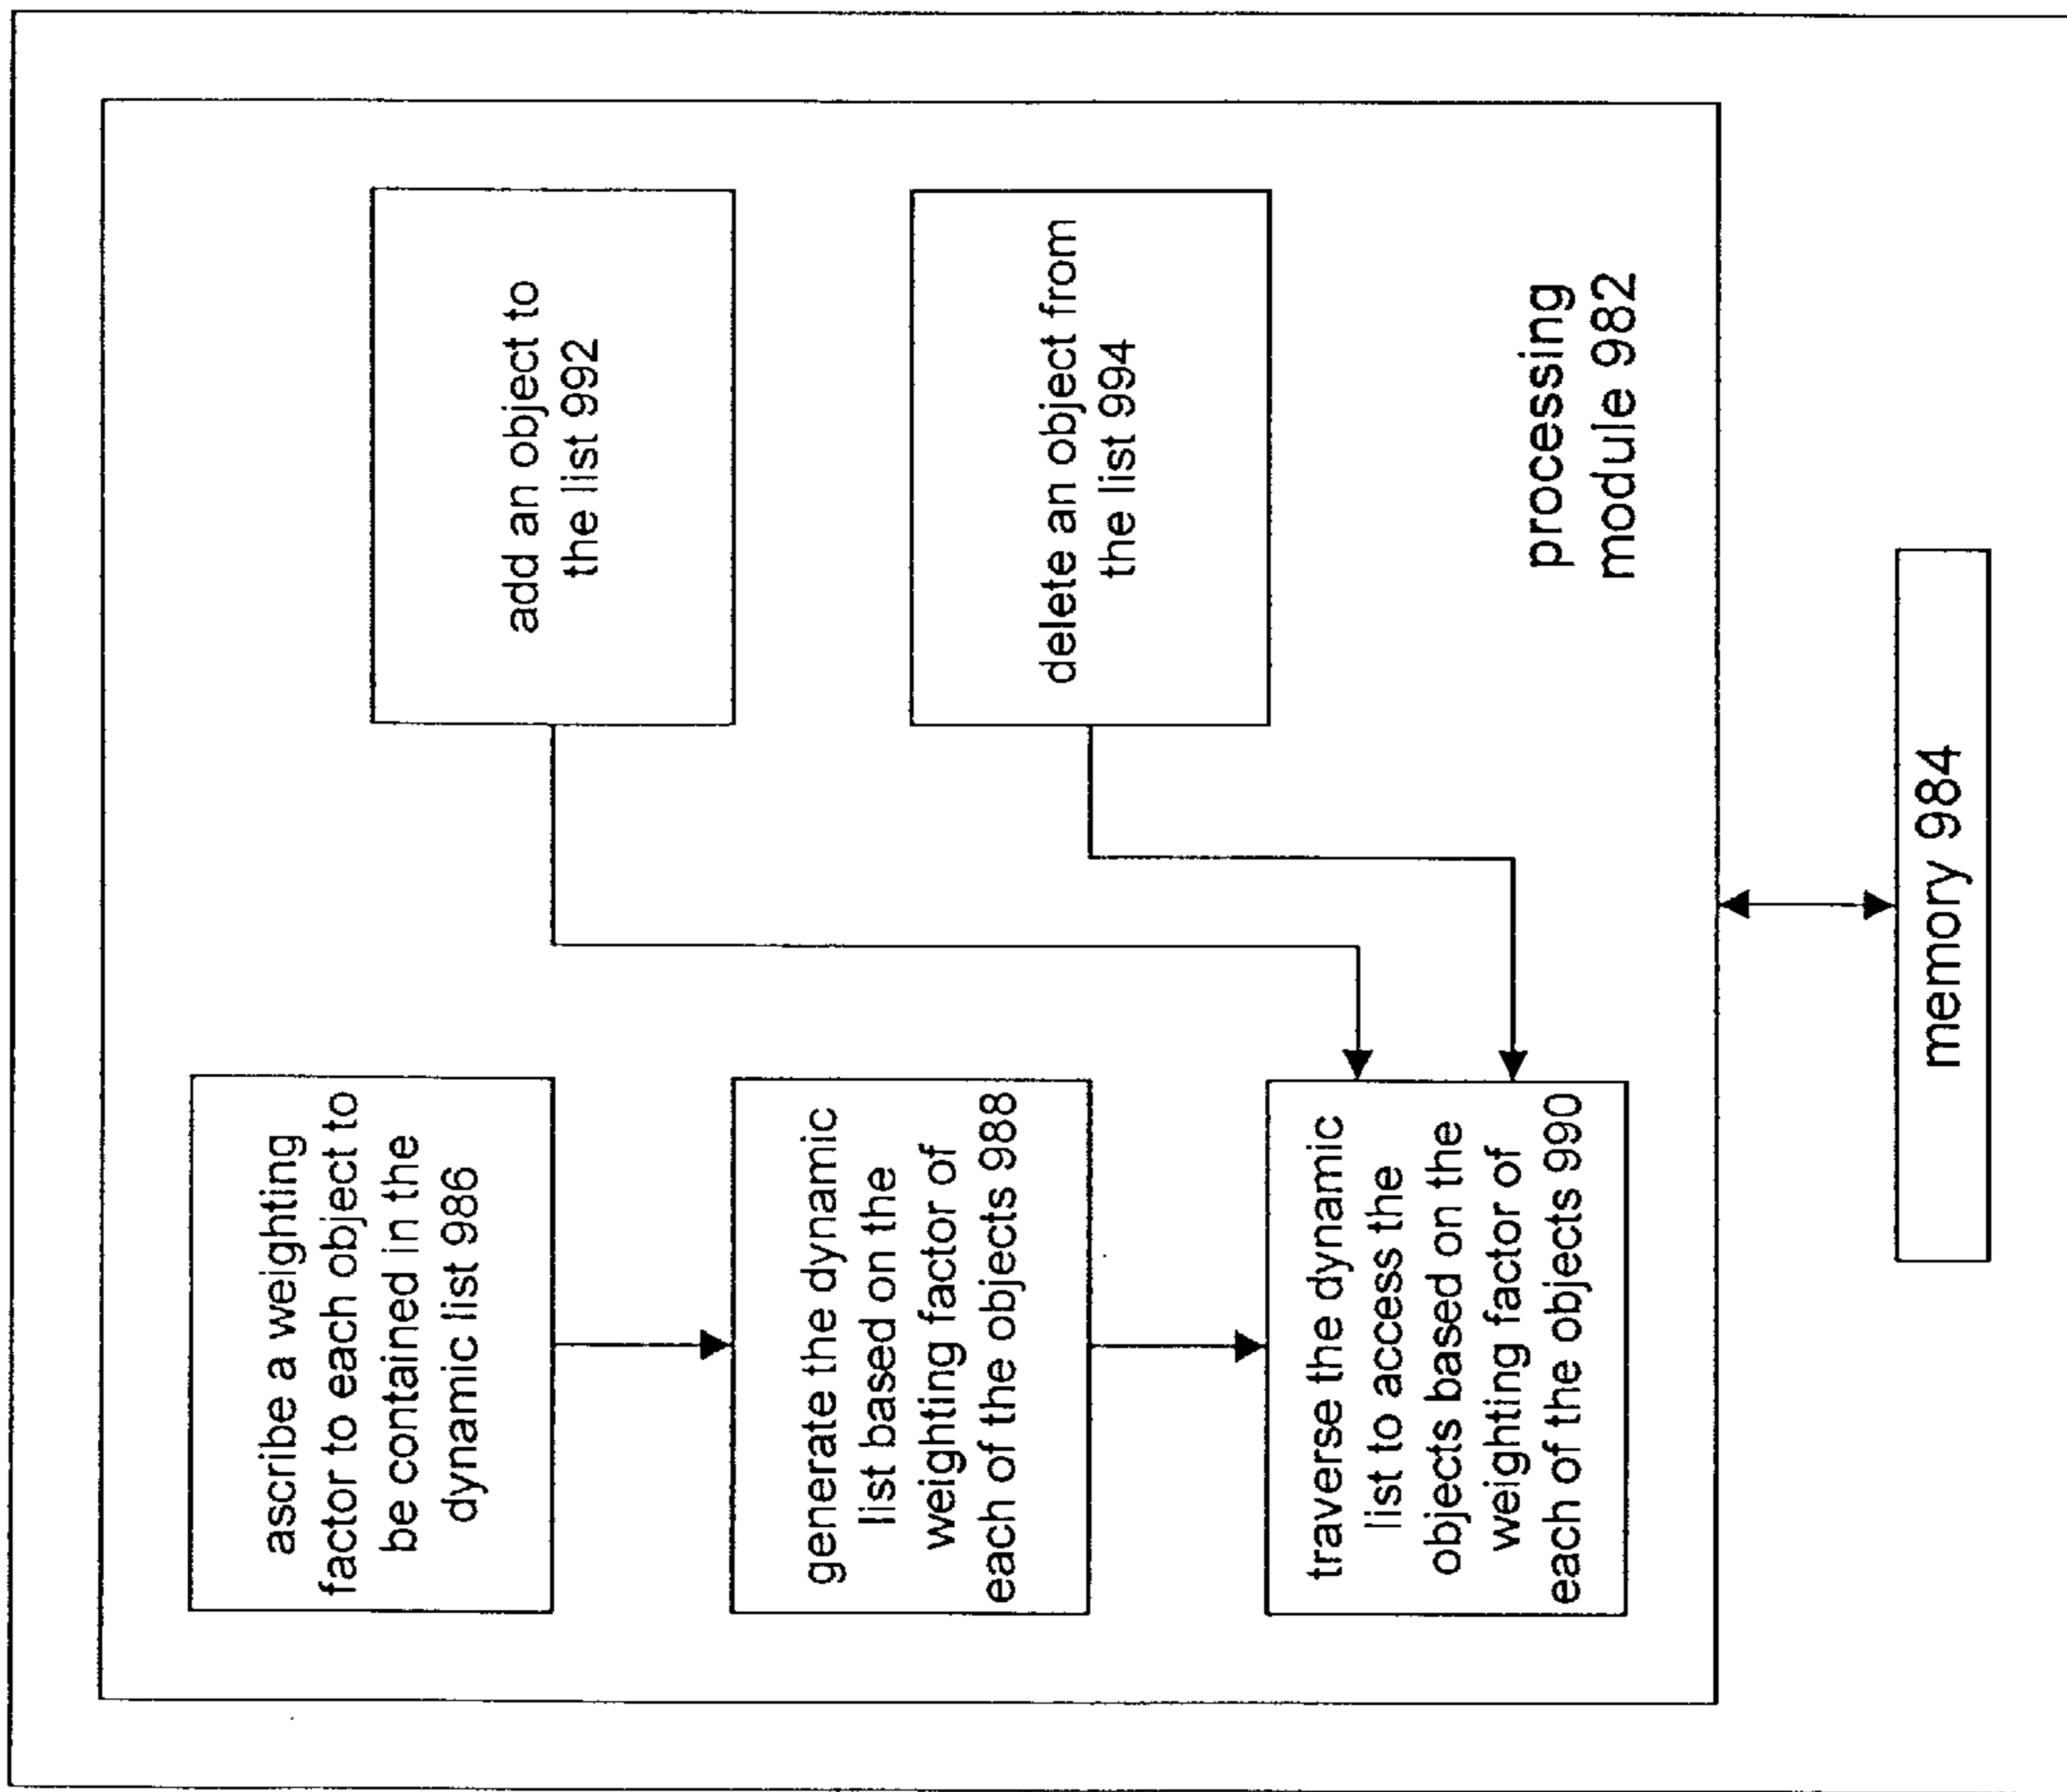 ascribe a weighting
factor to each object to
be contained in the
dynamic list 986
generate the dynamic
list based on the
weighting factor of
each of the objects 988
traverse the dynamic
list to access the
objects based on the
weighting factor of
each of the objects 990
add an object to
the list 992
delete an object from
the list 994
processing
module 982
memory 984